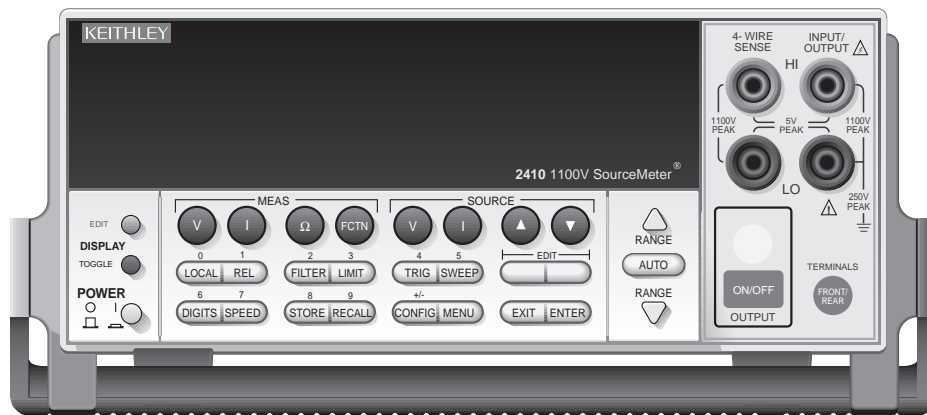 KEITHLEY
2410 1100V SourceMeter®
4- WIRE SENSE
INPUT/ OUTPUT
HI
1100V PEAK
5V PEAK
1100V PEAK
LO
250V PEAK
MEAS
SOURCE
EDIT
V I Ω FCTN V I
RANGE
DISPLAY
TOGGLE
0 1 2 3 4 5 EDIT
LOCAL REL FILTER LIMIT TRIG SWEEP
AUTO
POWER
O I
6 7 8 9 +/-
DIGITS SPEED STORE RECALL CONFIG MENU EXIT ENTER
RANGE
ON/OFF
OUTPUT
TERMINALS
FRONT/ REAR